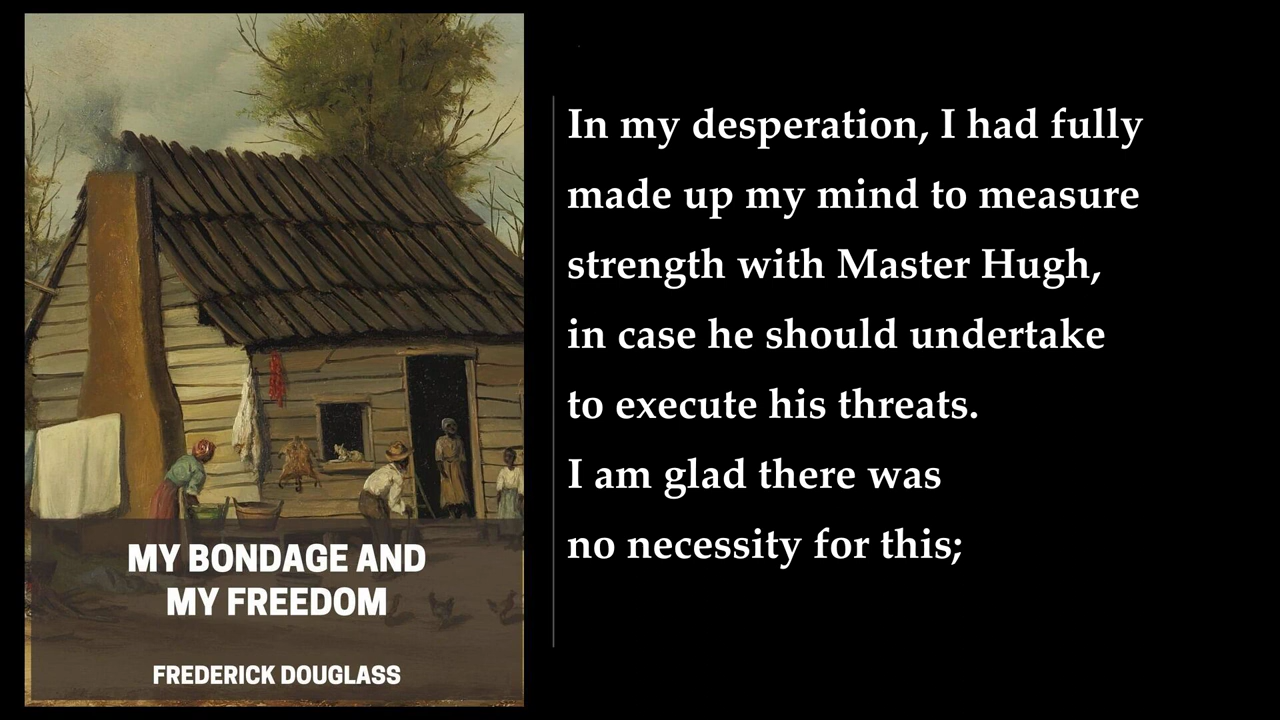 MY BONDAGE AND
MY FREEDOM
FREDERICK DOUGLASS
In my desperation, I had fully
made up my mind to measure
strength with Master Hugh,
in case he should undertake
to execute his threats.
I am glad there was
no necessity for this;